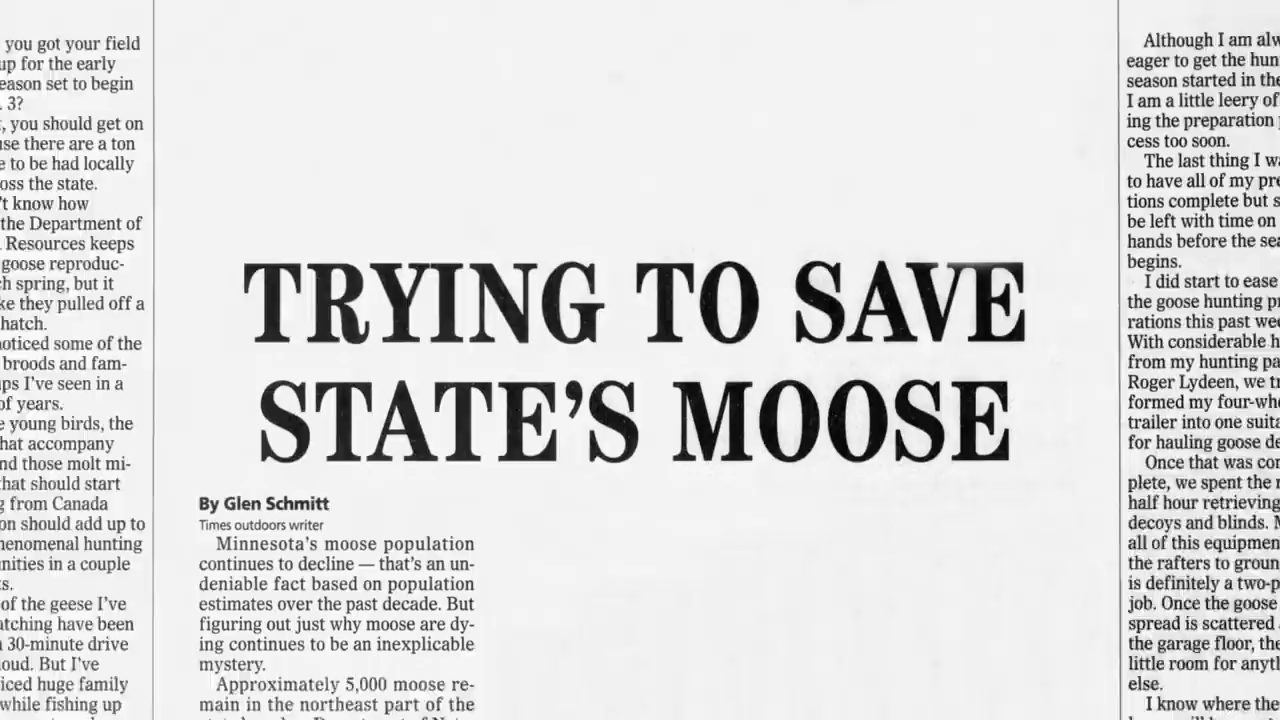 you got your field
up for the early
eason set to begin
. 3?
, you should get on
use there are a ton
e to be had locally
oss the state.
't know how
the Department of
Resources keeps
goose reproduc-
h spring, but it
ke they pulled off a
hatch.
noticed some of the
broods and fam-
ps I've seen in a
of years.
e young birds, the
hat accompany
nd those molt mi-
that should start
g from Canada
on should add up to
henomenal hunting
nities in a couple
s.
of the geese I've
atching have been
30-minute drive
loud. But I've
iced huge family
while fishing up
TRYING TO SAVE
STATE'S MOOSE
By Glen Schmitt
Times outdoors writer
Minnesota's moose population
continues to decline — that's an un-
deniable fact based on population
estimates over the past decade. But
figuring out just why moose are dy-
ing continues to be an inexplicable
mystery.
Approximately 5,000 moose re-
main in the northeast part of the
Although I am alw
eager to get the hun
season started in the
I am a little leery of
ing the preparation
cess too soon.
The last thing I wa
to have all of my pre
tions complete but s
be left with time on
hands before the sea
begins.
I did start to ease
the goose hunting pr
rations this past wee
With considerable h
from my hunting pa
Roger Lydeen, we tr
formed my four-whe
trailer into one suita
for hauling goose de
Once that was com
plete, we spent the n
half hour retrieving
decoys and blinds. M
all of this equipmen
the rafters to groun
is definitely a two-p
job. Once the goose
spread is scattered
the garage floor, the
little room for anyth
else.
I know where the